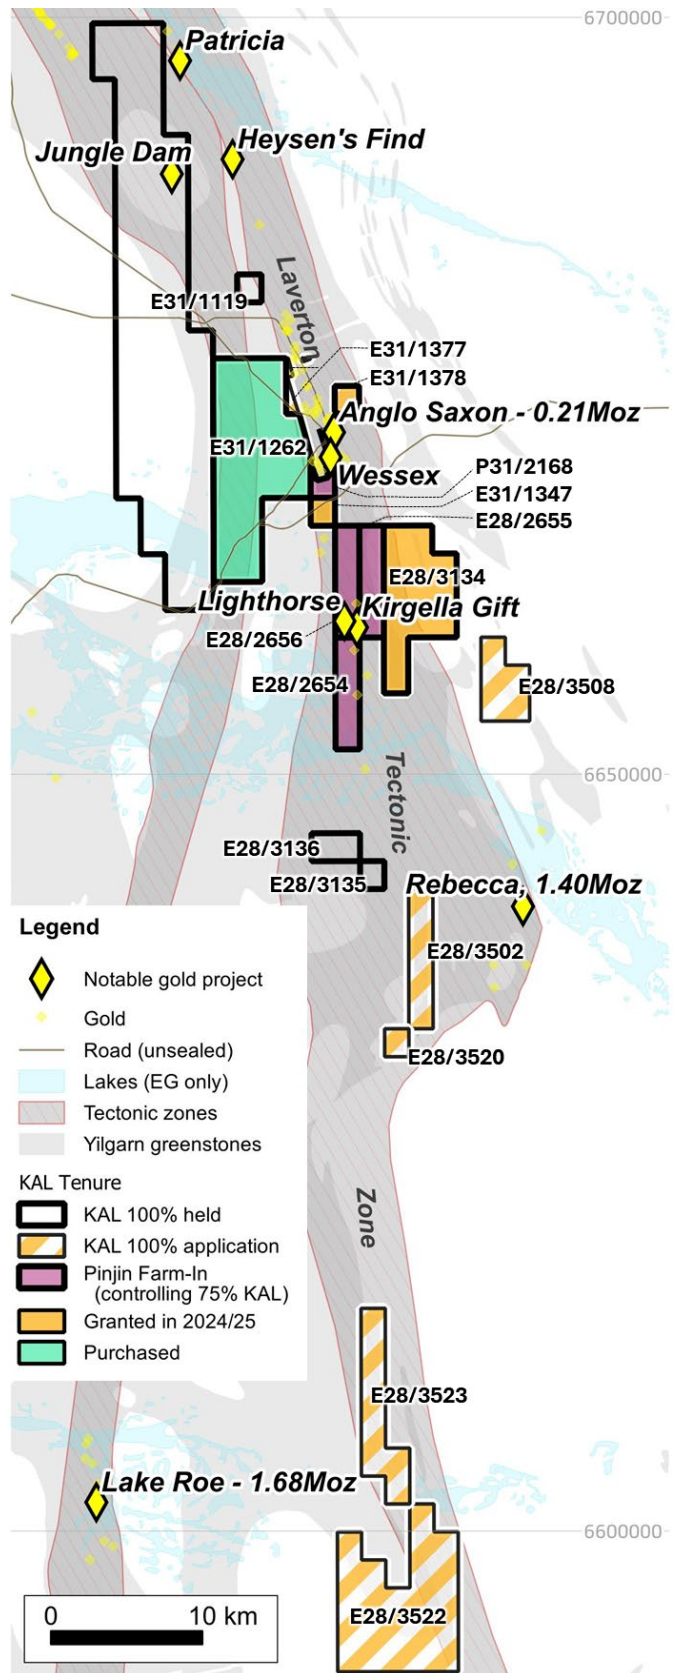 6700000
Patricia
Heysen's Find
Jungle Dam
Laverton
E31/1119
E31/1377
E31/1378
Anglo Saxon - 0.21Moz
E31/1262
Wessex
P31/2168
E31/1347
E28/2655
E28/3134
Lighthorse
Kirgella Gift
E28/2656
E28/2654
E28/3508
6650000
Tectonic
E28/3136
E28/3135
Rebecca, 1.40Moz
E28/3502
E28/3520
Legend
Notable gold project
Gold
Road (unsealed)
Lakes (EG only)
Tectonic zones
Yilgarn greenstones
KAL Tenure
KAL 100% held
KAL 100% application
Pinjin Farm-In
(controlling 75% KAL)
Granted in 2024/25
Purchased
Zone
E28/3523
Lake Roe - 1.68Moz
6600000
E28/3522
0 10 km